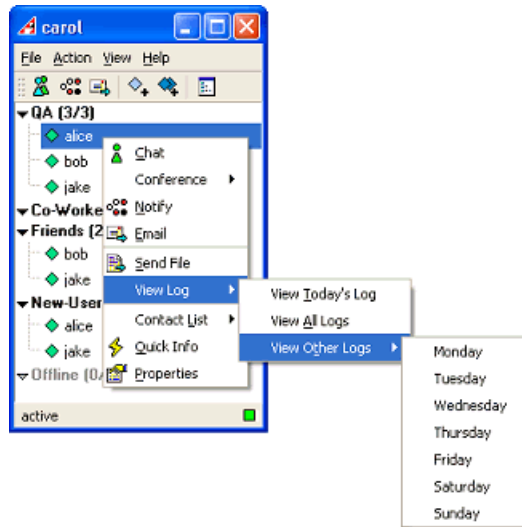 carol
File Action View Help
QA (3/3)
alice
bob
jake
Co-Worke
Friends (2
bob
jake
New-User
alice
jake
Offline (0/
active
Chat
Conference
Notify
Email
Send File
View Log
Contact List
Quick Info
Properties
View Today's Log
View All Logs
View Other Logs
Monday
Tuesday
Wednesday
Thursday
Friday
Saturday
Sunday